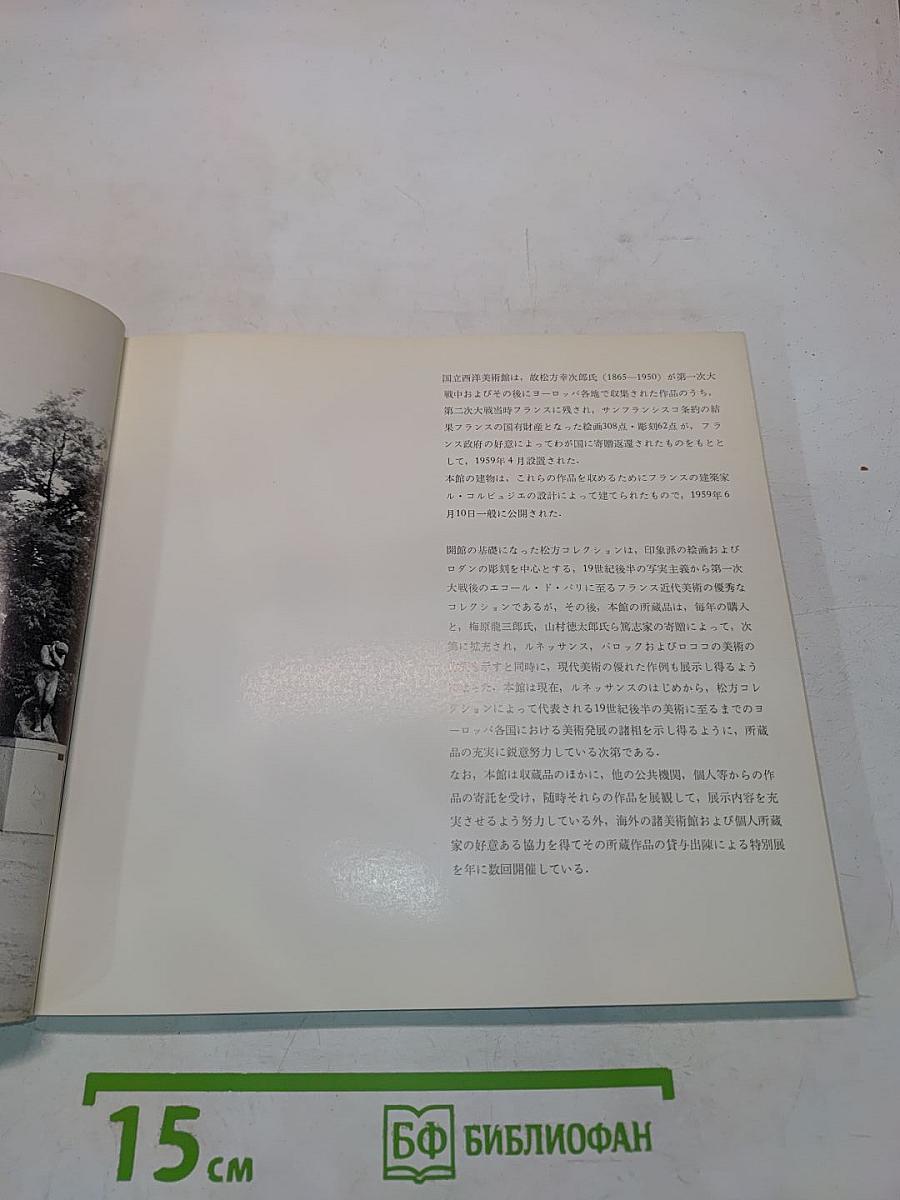 国立西洋美術館は，故松方幸次郎氏（1865—1950）が第一次大
戦中およびその後にヨーロッパ各地で収集された作品のうち，
第二次大戦当時フランスに残され，サンフランシスコ条約の結
果フランスの国有財産となった絵画308点・彫刻62点が，フラ
ンス政府の好意によってわが国に寄贈返還されたものをもとと
して，1959年4月設置された．
本館の建物は，これらの作品を収めるためにフランスの建築家
ル・コルビュジエの設計によって建てられたもので，1959年6
月10日一般に公開された．
開館の基礎になった松方コレクションは，印象派の絵画および
ロダンの彫刻を中心とする，19世紀後半の写実主義から第一次
大戦後のエコール・ド・パリに至るフランス近代美術の優秀な
コレクションであるが，その後，本館の所蔵品は，毎年の購入
と，梅原龍三郎氏，山村徳太郎氏ら篤志家の寄贈によって，次
第に拡充され，ルネッサンス，バロックおよびロココの美術の
を示すと同時に，現代美術の優れた作例も展示し得るよう
になった．本館は現在，ルネッサンスのはじめから，松方コレ
クションによって代表される19世紀後半の美術に至るまでのヨ
ーロッパ各国における美術発展の諸相を示し得るように，所蔵
品の充実に鋭意努力している次第である．
なお，本館は収蔵品のほかに，他の公共機関，個人等からの作
品の寄託を受け，随時それらの作品を展観して，展示内容を充
実させるよう努力している外，海外の諸美術館および個人所蔵
家の好意ある協力を得てその所蔵作品の貸与出陳による特別展
を年に数回開催している．
15 см
БФ БИБЛИОФАН